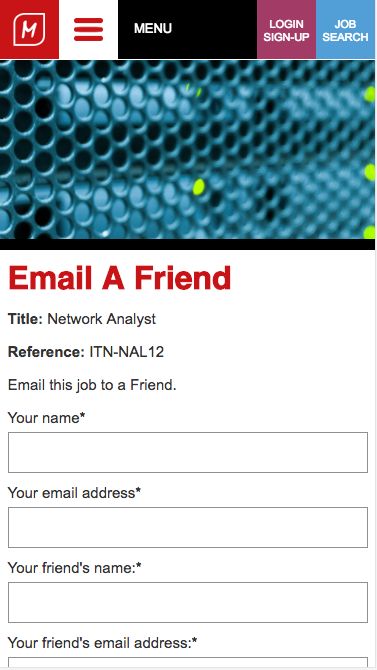 M
MENU
LOGIN
SIGN-UP
JOB
SEARCH
Email A Friend
Title: Network Analyst
Reference: ITN-NAL12
Email this job to a Friend.
Your name*
Your email address*
Your friend's name:*
Your friend's email address:*